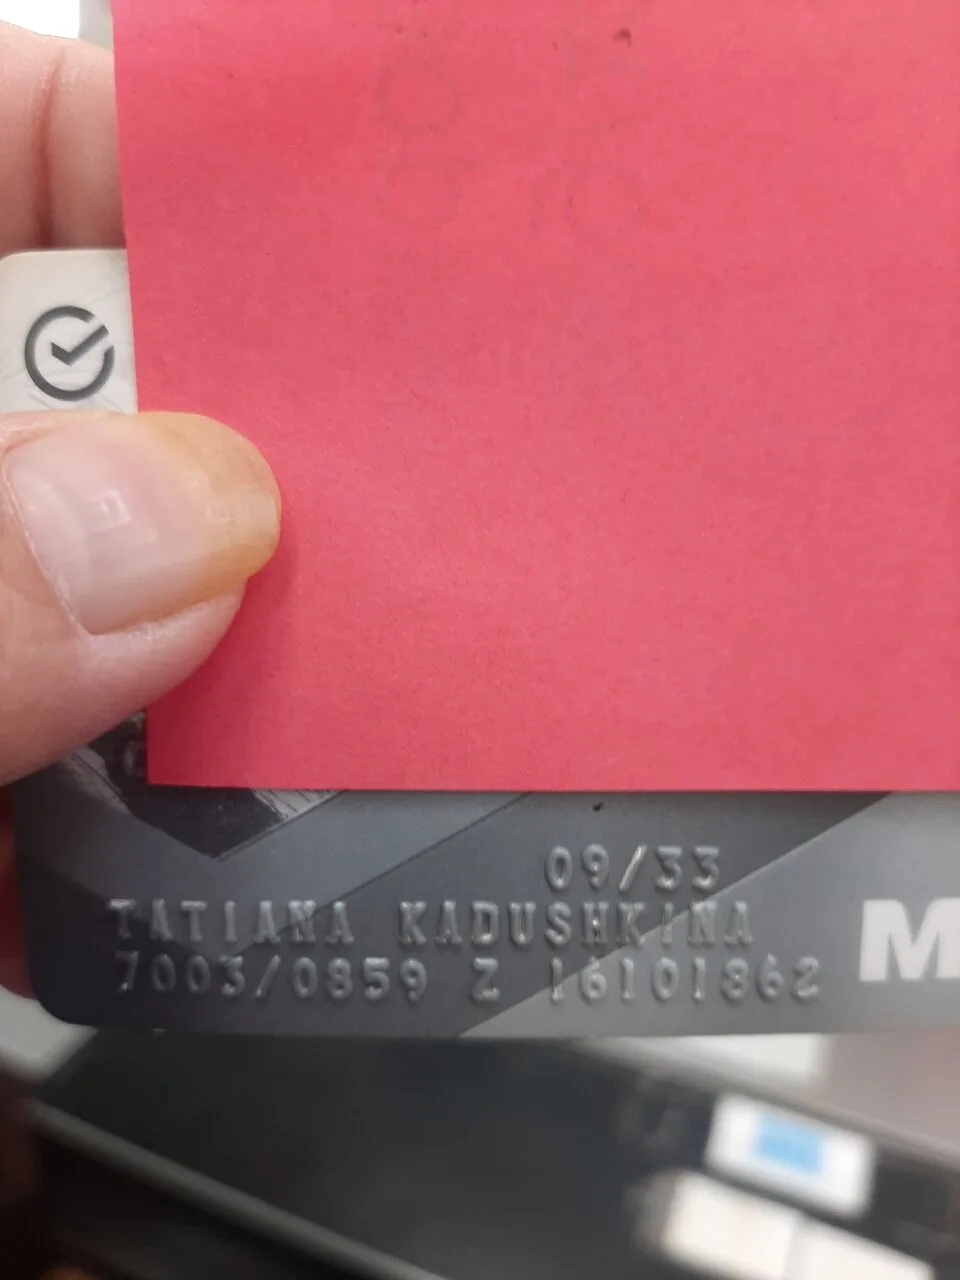 09/33
TATIANA KADUSHKINA
7003/0859 Z 16101862
M